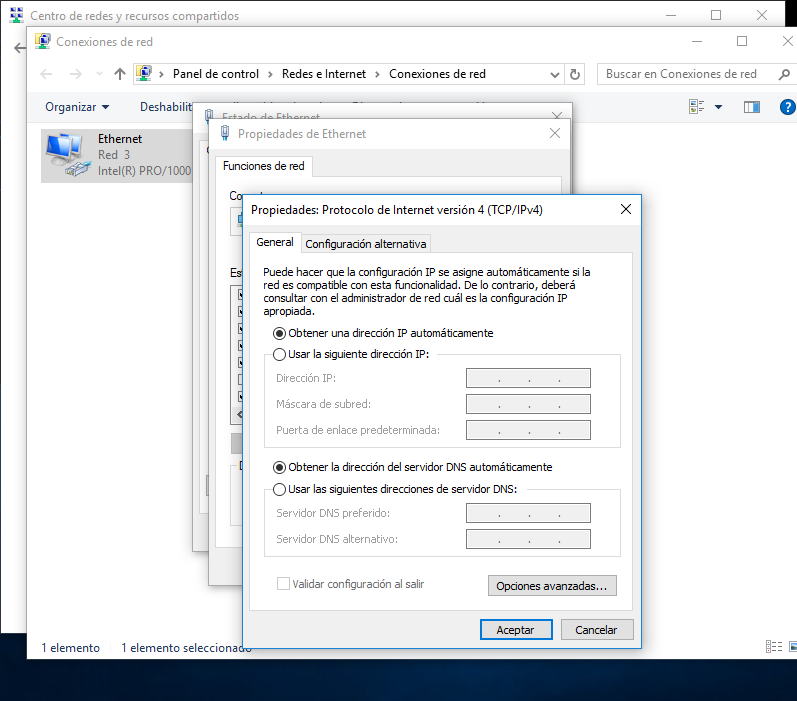 Centro de redes y recursos compartidos
Conexiones de red
Panel de control
Redes e Internet
Conexiones de red
Buscar en Conexiones de red
Organizar
Deshabilit
Estado de Ethernet
Propiedades de Ethernet
Ethernet
Red 3
Intel(R) PRO/1000
Funciones de red
Propiedades: Protocolo de Internet versión 4 (TCP/IPv4)
General
Configuración alternativa
Puede hacer que la configuración IP se asigne automáticamente si la
red es compatible con esta funcionalidad. De lo contrario, deberá
consultar con el administrador de red cuál es la configuración IP
apropiada.
Obtener una dirección IP automáticamente
Usar la siguiente dirección IP:
Dirección IP:
Máscara de subred:
Puerta de enlace predeterminada:
Obtener la dirección del servidor DNS automáticamente
Usar las siguientes direcciones de servidor DNS:
Servidor DNS preferido:
Servidor DNS alternativo:
Validar configuración al salir
Opciones avanzadas...
Aceptar
Cancelar
1 elemento
1 elemento seleccionado